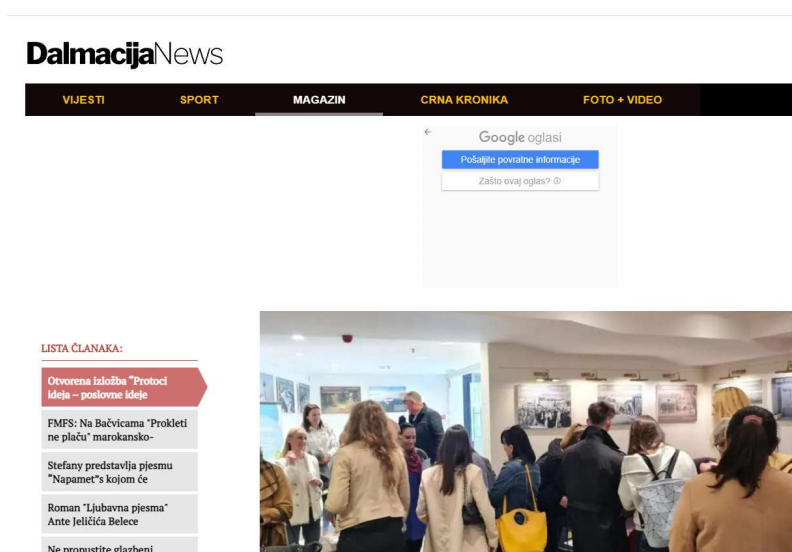 DalmacijaNews
VIJESTI SPORT MAGAZIN CRNA KRONIKA FOTO + VIDEO
Google oglasi
Pošaljite povratne informacije
Zašto ovaj oglas?
LISTA ČLANAKA:
Otvorena izložba "Protoci
ideja – poslovne ideje
FMFS: Na Bačvicama "Prokleti
ne plaču" marokansko-
Stefany predstavlja pjesmu
"Napamet"s kojom će
Roman "Ljubavna pjesma"
Ante Jeličića Belece
Ne propustite glazbeni